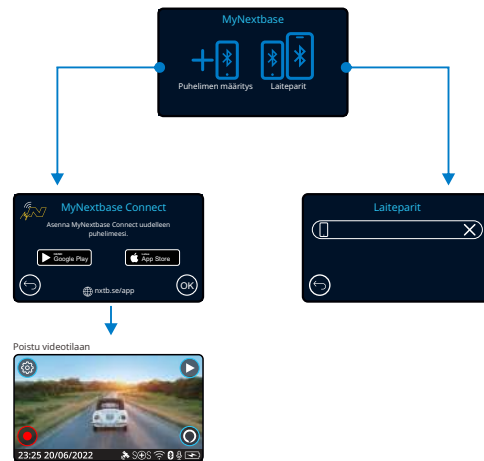 MyNextbase
Puhelimen määritys
Laiteparit
MyNextbase Connect
Asenna MyNextbase Connect uudelleen
puhelimeesi.
Google Play
App Store
nxtb.se/app
OK
Laiteparit
Poistu videotilaan
23:25 20/06/2022
SOS